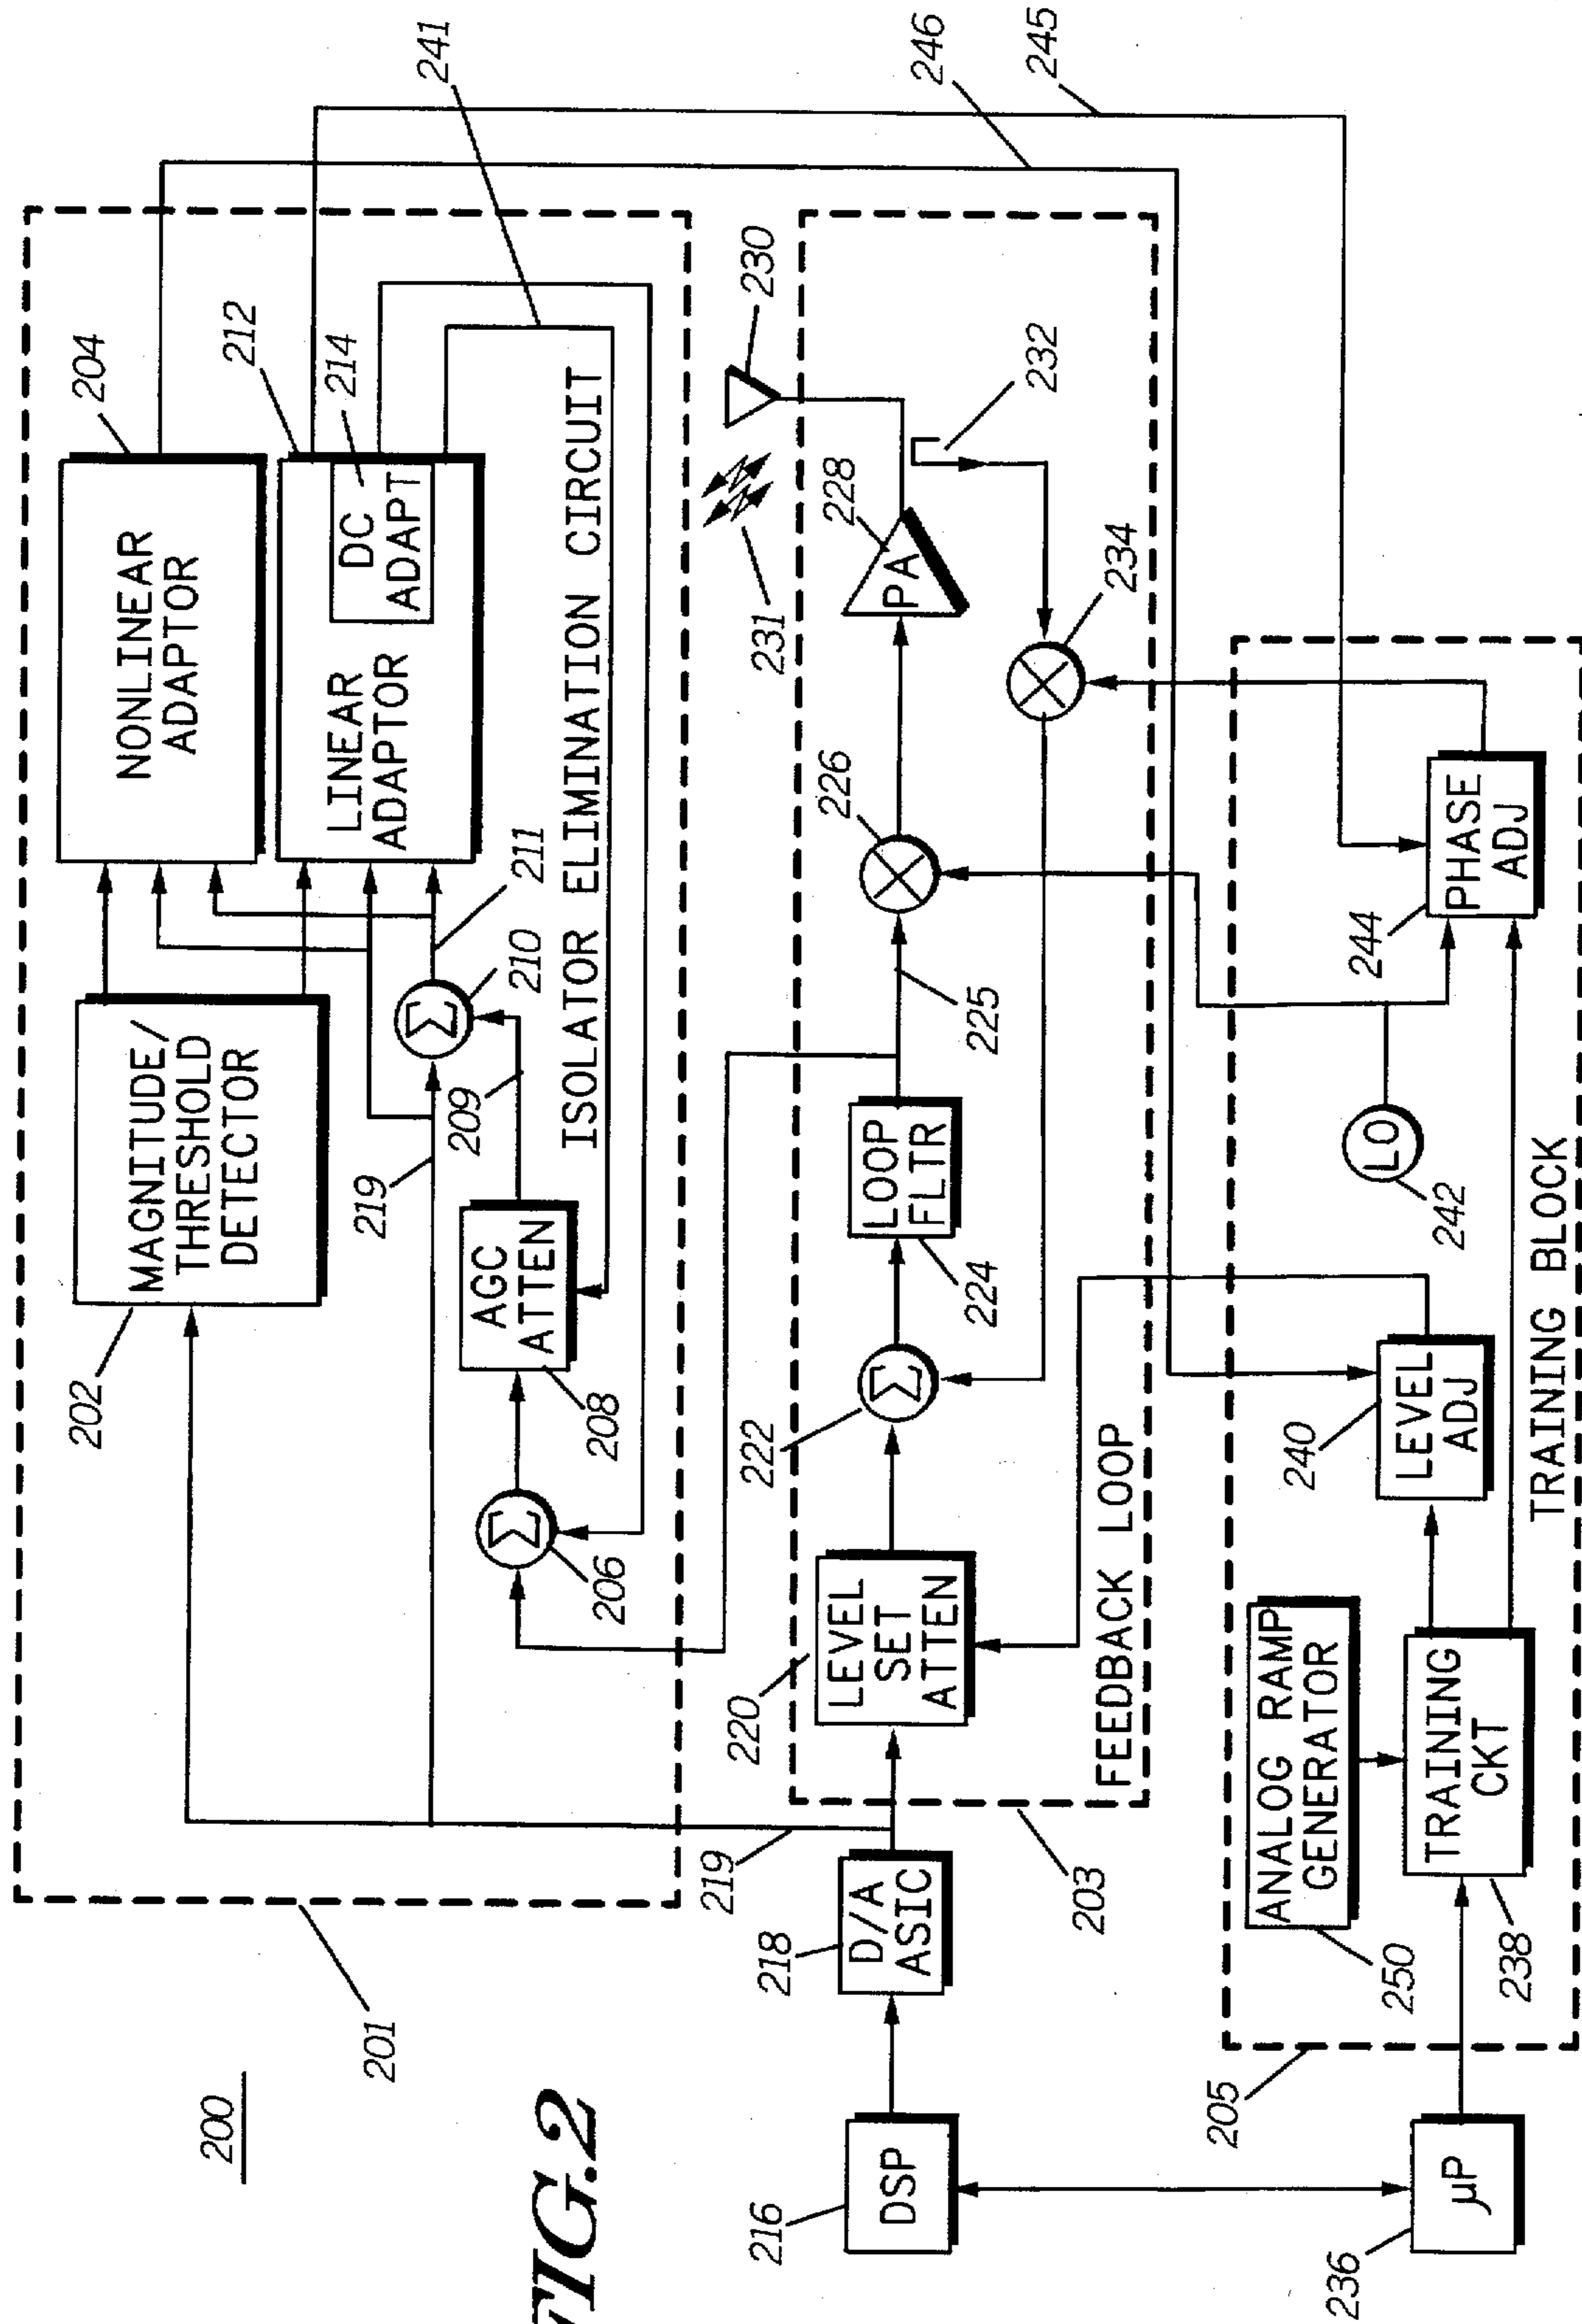 200
FIG.2
201
202
MAGNITUDE/
THRESHOLD
DETECTOR
204
NONLINEAR
ADAPTOR
212
214
LINEAR
ADAPTOR
DC
ADAPT
241
219
211
210
209
206
208
AGC
ATTEN
ISOLATOR ELIMINATION CIRCUIT
Σ
Σ
246
245
230
231
232
216
DSP
218
D/A
ASIC
219
203
220
LEVEL
SET
ATTEN
222
Σ
224
LOOP
FLTR
225
226
228
PA
234
FEEDBACK LOOP
236
μP
205
250
ANALOG RAMP
GENERATOR
238
TRAINING
CKT
240
LEVEL
ADJ
242
LO
244
PHASE
ADJ
TRAINING BLOCK